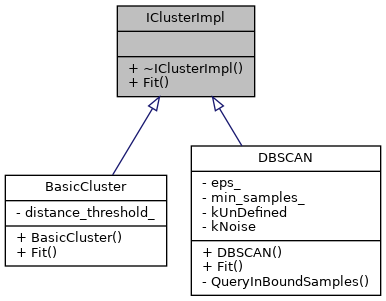 IClusterImpl
+ ~IClusterImpl()
+ Fit()
BasicCluster
- distance_threshold_
+ BasicCluster()
+ Fit()
DBSCAN
- eps_
- min_samples_
- kUnDefined
- kNoise
+ DBSCAN()
+ Fit()
- QueryInBoundSamples()